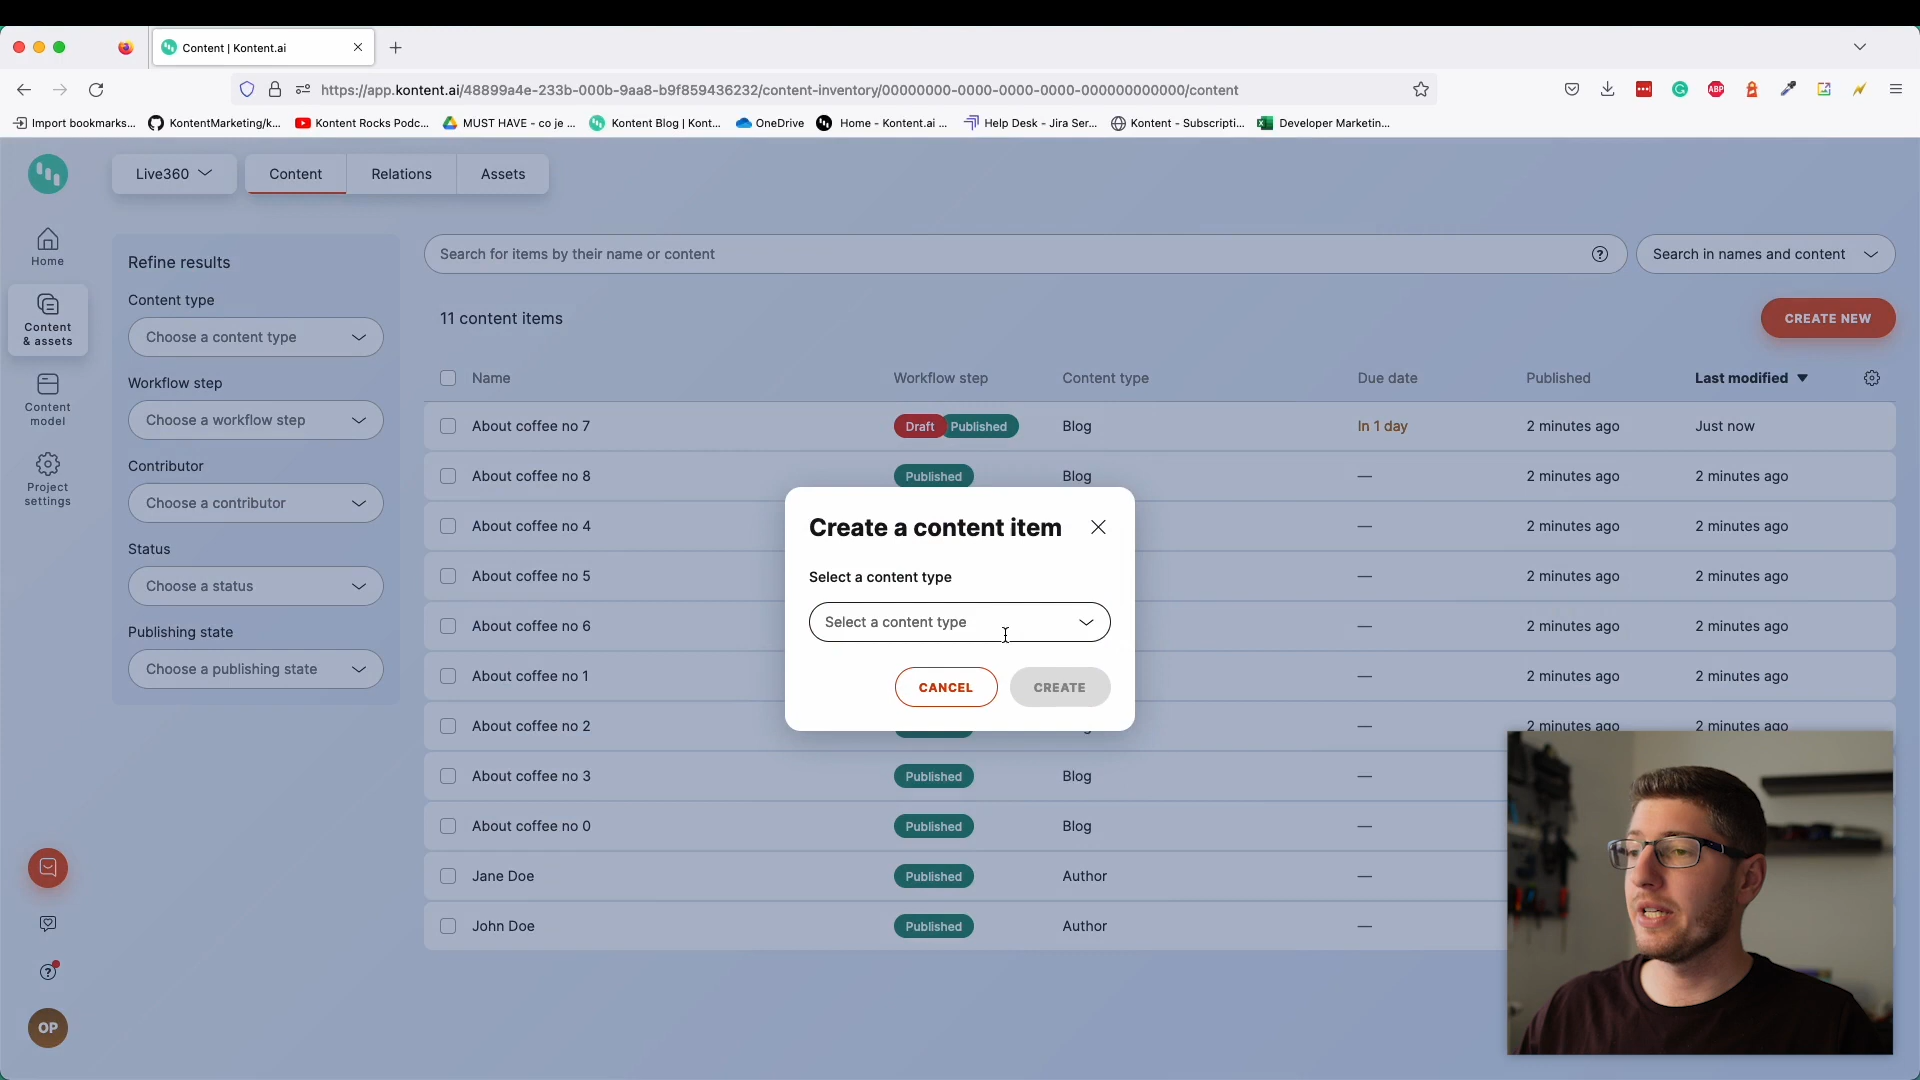 Content | Kontent.ai
https://app.kontent.ai/48899a4e-233b-000b-9aa8-b9f859436232/content-inventory/00000000-0000-0000-0000-000000000000/content
Import bookmarks... KontentMarketing/k... Kontent Rocks Podc... MUST HAVE - co je ... Kontent Blog | Kont... OneDrive Home - Kontent.ai ... Help Desk - Jira Ser... Kontent - Subscripti... Developer Marketin...
ABP
Live360 Content Relations Assets
Home
Content
& assets
Content
model
Project
settings
OP
Refine results
Content type
Choose a content type
Workflow step
Choose a workflow step
Contributor
Choose a contributor
Status
Choose a status
Publishing state
Choose a publishing state
Search for items by their name or content ? Search in names and content
11 content items CREATE NEW
Name Workflow step Content type Due date Published Last modified
About coffee no 7 Draft Published Blog In 1 day 2 minutes ago Just now
About coffee no 8 Published Blog — 2 minutes ago 2 minutes ago
About coffee no 4 — 2 minutes ago 2 minutes ago
About coffee no 5 — 2 minutes ago 2 minutes ago
About coffee no 6 — 2 minutes ago 2 minutes ago
About coffee no 1 — 2 minutes ago 2 minutes ago
About coffee no 2 — 2 minutes ago 2 minutes ago
About coffee no 3 Published Blog —
About coffee no 0 Published Blog —
Jane Doe Published Author —
John Doe Published Author —
Create a content item
Select a content type
Select a content type
CANCEL CREATE